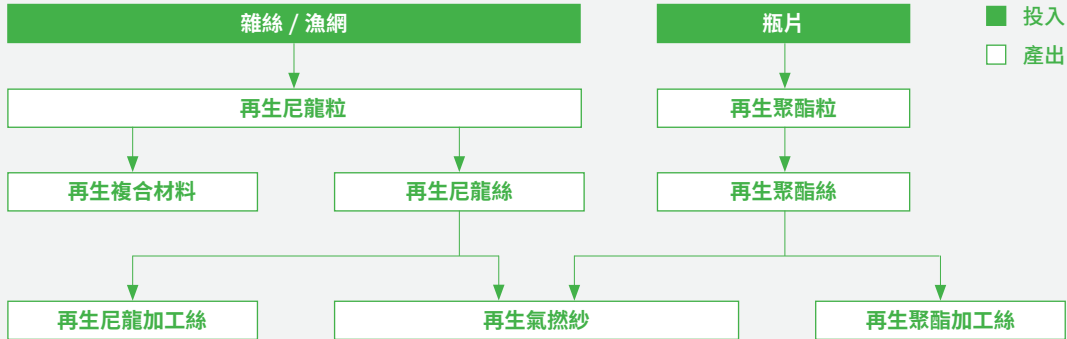 雜絲 / 漁網
瓶片
投入
產出
再生尼龍粒
再生聚酯粒
再生複合材料
再生尼龍絲
再生聚酯絲
再生尼龍加工絲
再生氣撚紗
再生聚酯加工絲